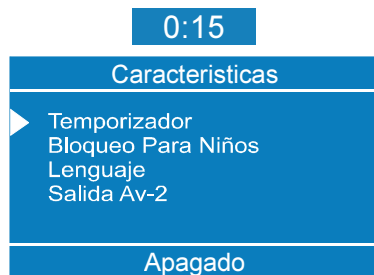 0:15
Caracteristicas
Temporizador
Bloqueo Para Niños
Lenguaje
Salida Av-2
Apagado